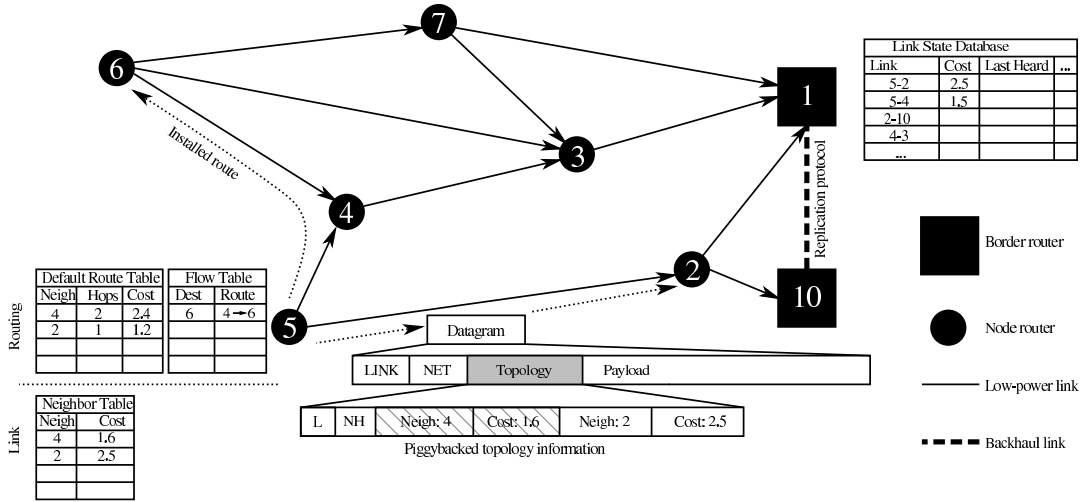 7
6
1
3
4
2
10
5
Installed route
Replication protocol
Link State Database
Link Cost Last Heard ...
5-2 2.5
5-4 1.5
2-10
4-3
...
Border router
Node router
Low-power link
Backhaul link
Routing
Default Route Table
Neigh Hops Cost
4 2 2.4
2 1 1.2
Flow Table
Dest Route
6 4→6
Link
Neighbor Table
Neigh Cost
4 1.6
2 2.5
Datagram
LINK NET Topology Payload
L NH Neigh: 4 Cost: 1.6 Neigh: 2 Cost: 2.5
Piggybacked topology information